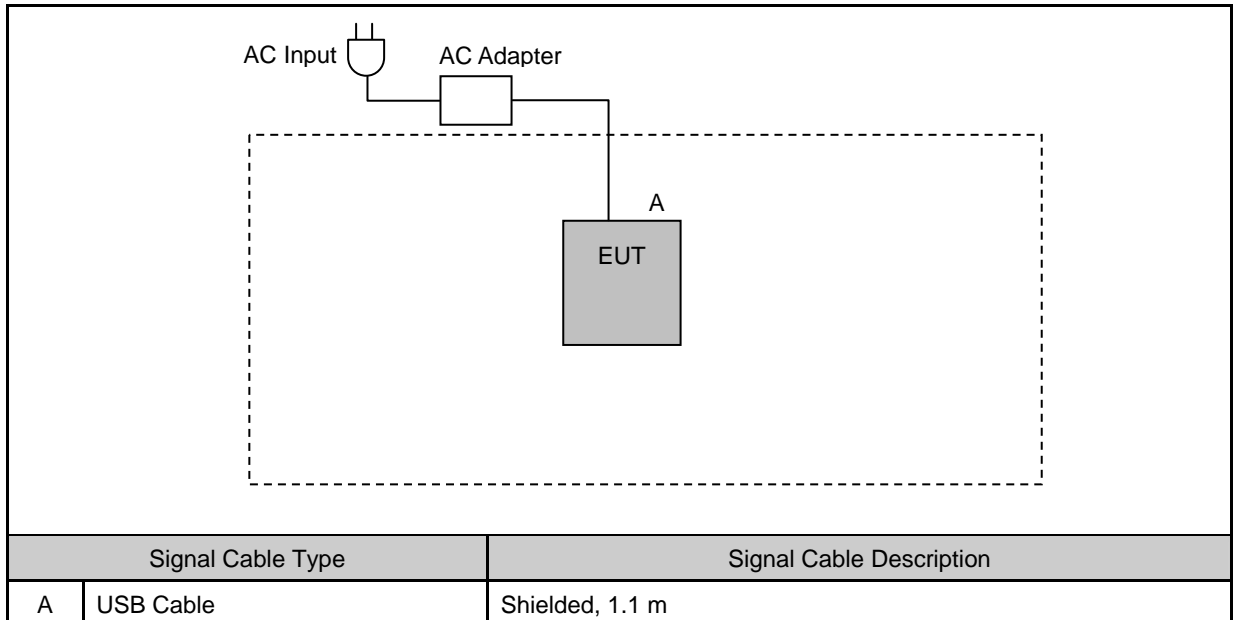 AC Input AC Adapter
A
EUT
Signal Cable Type Signal Cable Description
A USB Cable Shielded, 1.1 m